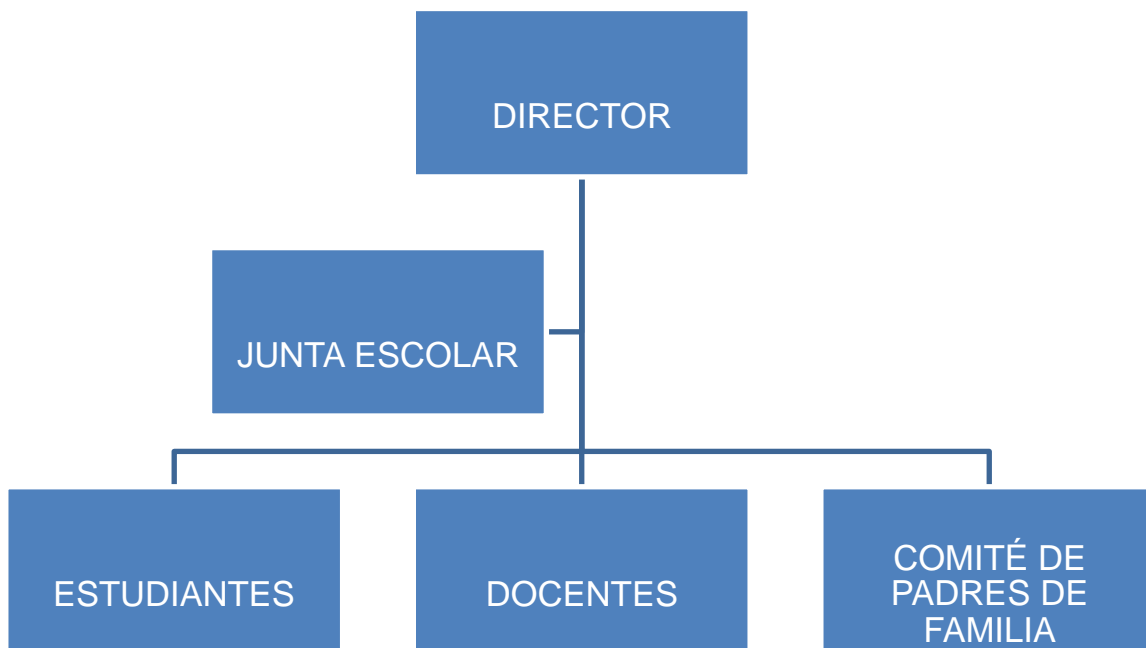 DIRECTOR
JUNTA ESCOLAR
ESTUDIANTES
DOCENTES
COMITÉ DE
PADRES DE
FAMILIA